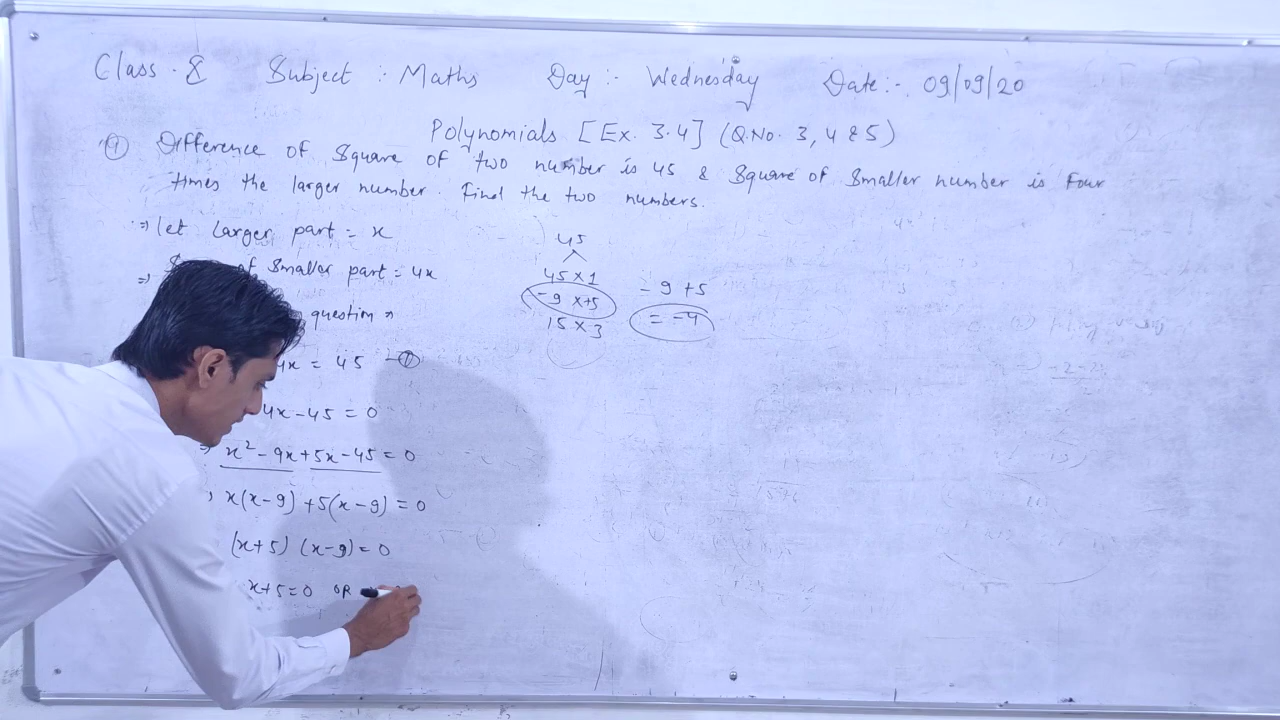 Class - 8 Subject :- Maths Day :- Wednesday Date :- 09/09/20
Polynomials [Ex. 3.4] (Q.No. 3, 4 & 5)
④ Difference of Square of two number is 45 & Square of Smaller number is Four
times the larger number. Find the two numbers.
⇒ let larger part = x
⇒ of Smaller part = 4x
question ⇒
4x = 45 — ①
4x - 45 = 0
⇒ x² - 9x + 5x - 45 = 0
x(x-9) + 5(x-9) = 0
(x+5) (x-9) = 0
x+5 = 0 OR
45
45 x 1
-9 x +5
15 x 3
-9 +5
= -4